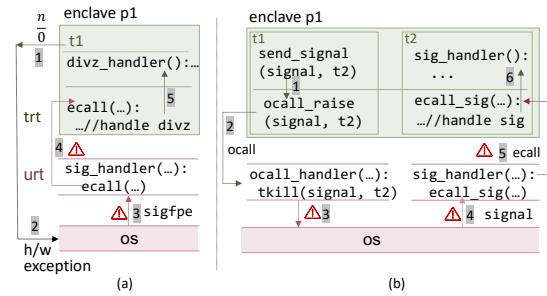 enclave p1
n
0
t1
1
divz_handler():…
5
ecall(…):
…//handle divz
trt
4
urt
sig_handler(…):
ecall(…)
3 sigfpe
2
OS
h/w
exception
(a)
enclave p1
t1
send_signal
(signal, t2)
1
ocall_raise
(signal, t2)
2
ocall
t2
sig_handler():
...
6
ecall_sig(…):
…//handle sig
5 ecall
ocall_handler(…):
tkill(signal, t2)
sig_handler(…):
ecall_sig(…)
3
4 signal
OS
(b)